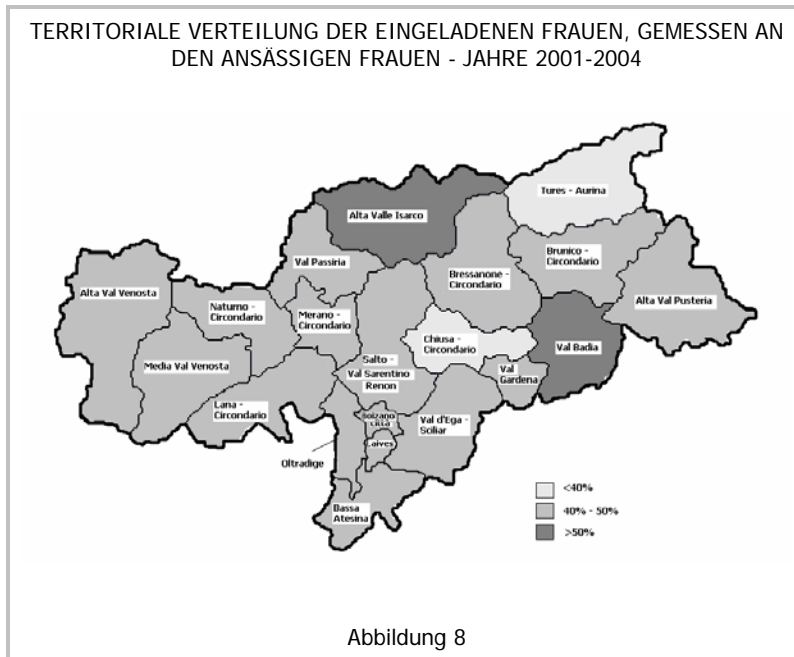 TERRITORIALE VERTEILUNG DER EINGELADENEN FRAUEN, GEMESSEN AN
DEN ANSÄSSIGEN FRAUEN - JAHRE 2001-2004
Tures - Aurina
Alta Valle Isarco
Val Passiria
Brunico -
Circondario
Bressanone -
Circondario
Alta Val Venosta
Alta Val Pusteria
Naturno -
Circondario
Merano -
Circondario
Chiusa -
Circondario
Val Badia
Media Val Venosta
Salto -
Val Sarentino
Renon
Val
Gardena
Lana -
Circondario
Bolzano
Città
Val d'Ega -
Sciliar
Laives
Oltradige
Bassa
Atesina
<40%
40% - 50%
>50%
Abbildung 8